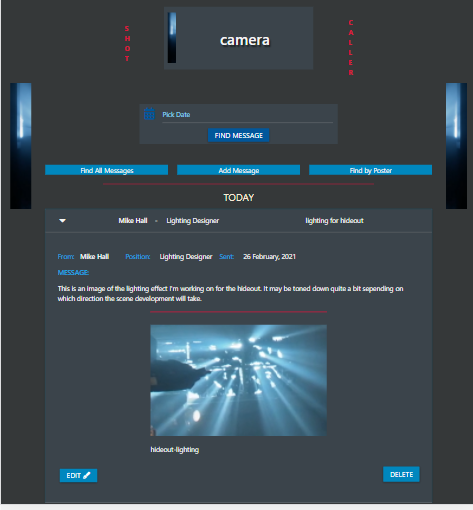 SHOT
camera
CALLER
Pick Date
FIND MESSAGE
Find All Messages
Add Message
Find by Poster
TODAY
Mike Hall - Lighting Designer lighting for hideout
From: Mike Hall Position: Lighting Designer Sent: 26 February, 2021
MESSAGE:
This is an image of the lighting effect I'm working on for the hideout. It may be toned down quite a bit sepending on
which direction the scene development will take.
hideout-lighting
EDIT
DELETE